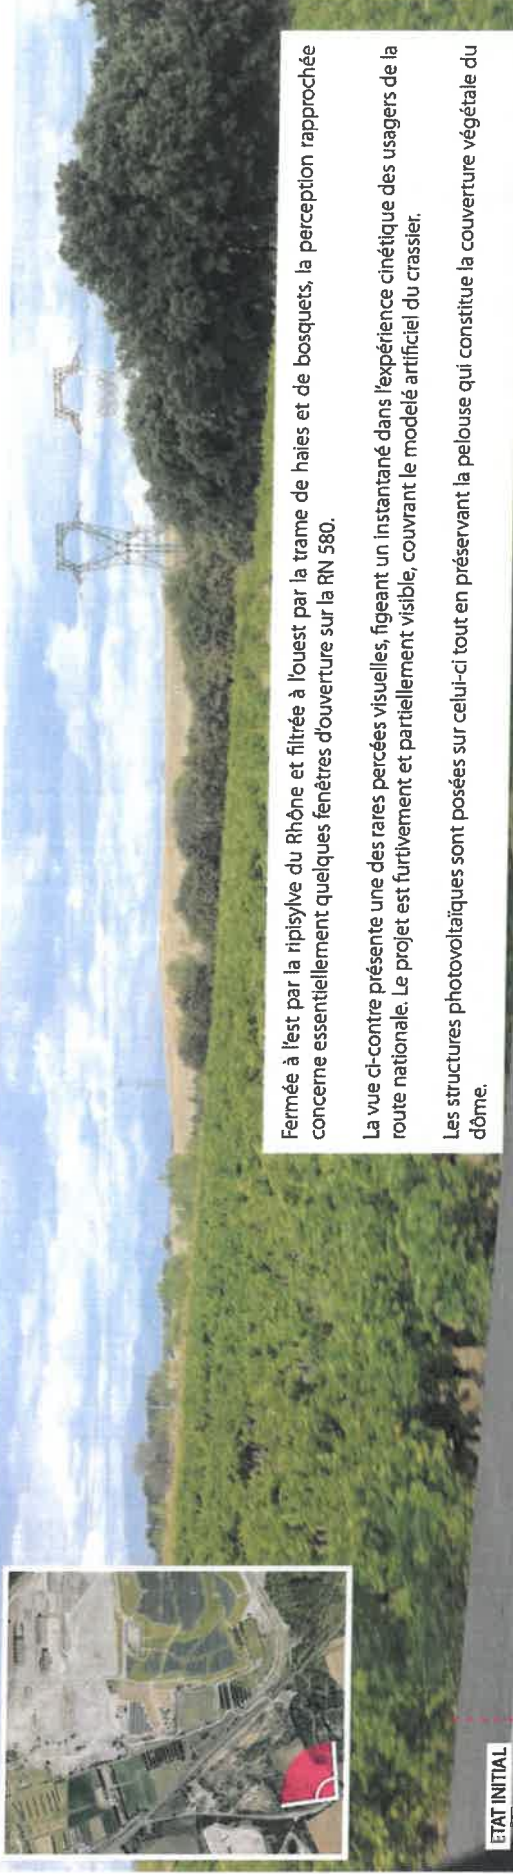 Fermée à l'est par la ripisylve du Rhône et filtrée à l'ouest par la trame de haies et de bosquets, la perception rapprochée
concerne essentiellement quelques fenêtres d'ouverture sur la RN 580.
La vue ci-contre présente une des rares percées visuelles, figeant un instantané dans l'expérience cinétique des usagers de la
route nationale. Le projet est furtivement et partiellement visible, couvrant le modelé artificiel du crassier.
Les structures photovoltaïques sont posées sur celui-ci tout en préservant la pelouse qui constitue la couverture végétale du
dôme.
ETAT INITIAL